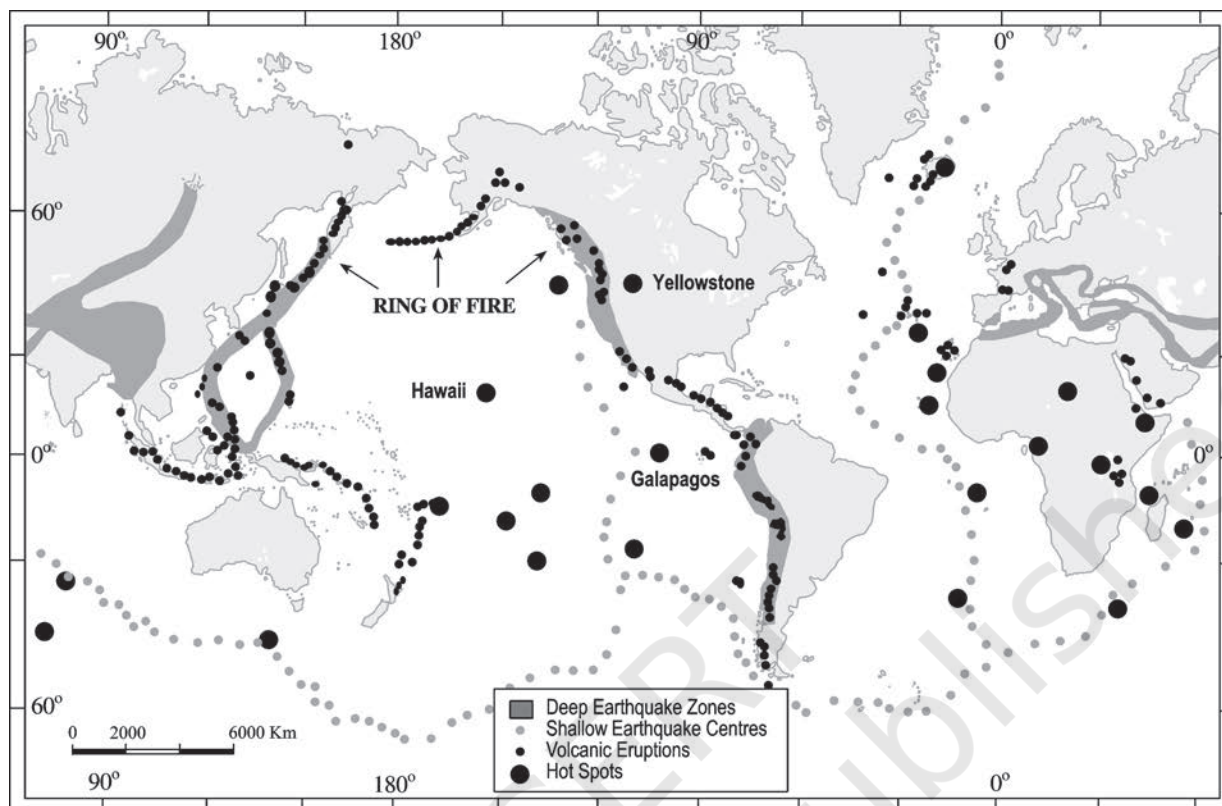 90º 180º 90º 0º
60º
Yellowstone
RING OF FIRE
Hawaii
0º 0º
Galapagos
60º
Deep Earthquake Zones
Shallow Earthquake Centres
Volcanic Eruptions
Hot Spots
0 2000 6000 Km
90º 180º 0º